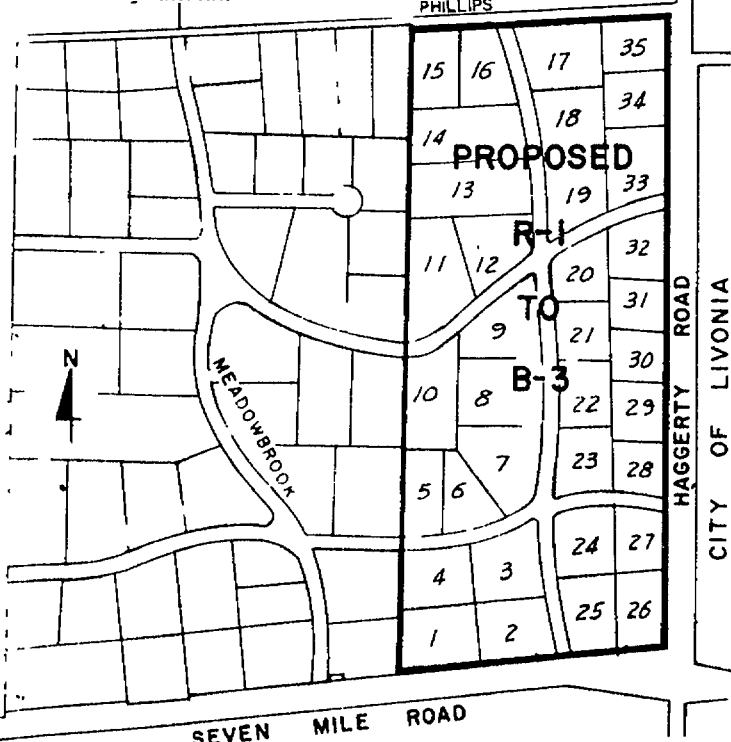 PHILLIPS
15 16 17 35
34
14 18
PROPOSED
13 19 33
R-1
11 12 20 32
TO
31
9 21
30
10 8 B-3
22 29
7
5 6 23 28
4 3 24 27
1 2 25 26
N
MEADOWBROOK
HAGGERTY ROAD
CITY OF LIVONIA
SEVEN MILE ROAD